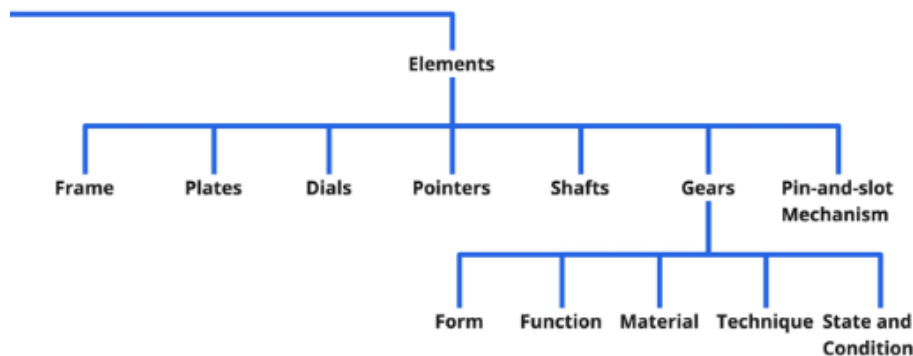 Elements
Frame Plates Dials Pointers Shafts Gears Pin-and-slot
Mechanism
Form Function Material Technique State and
Condition